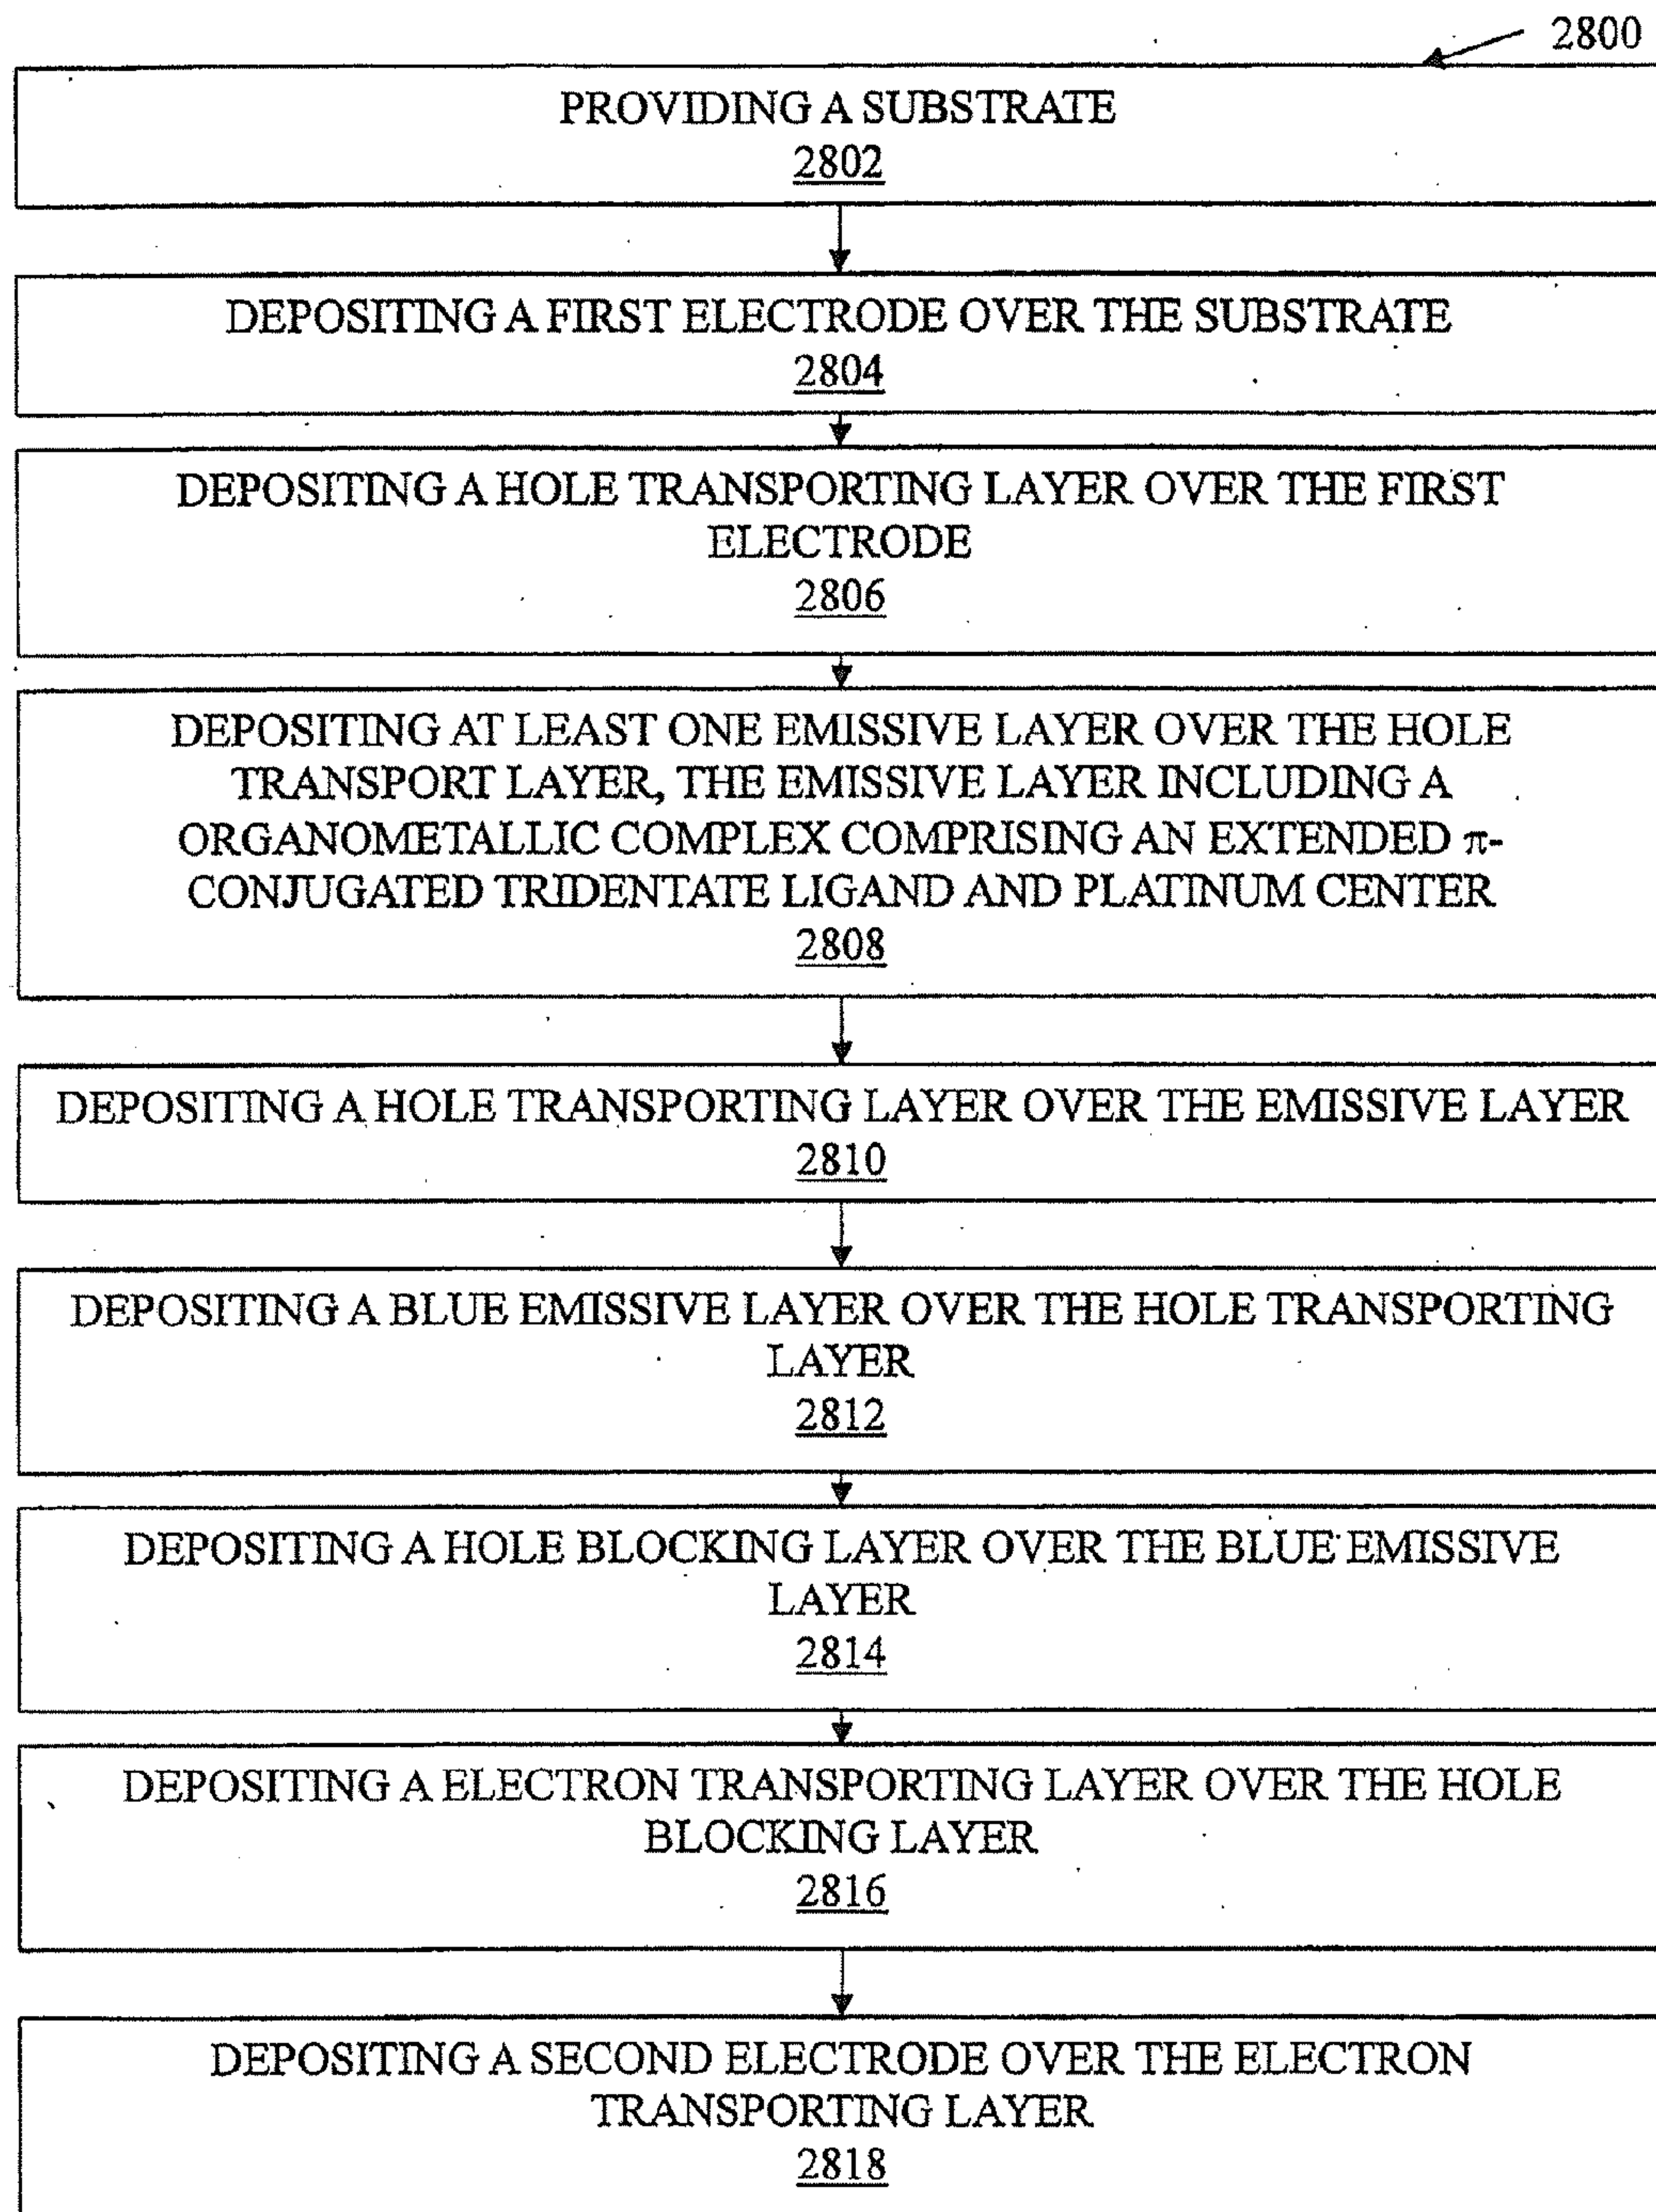 2800
PROVIDING A SUBSTRATE
2802
DEPOSITING A FIRST ELECTRODE OVER THE SUBSTRATE
2804
DEPOSITING A HOLE TRANSPORTING LAYER OVER THE FIRST
ELECTRODE
2806
DEPOSITING AT LEAST ONE EMISSIVE LAYER OVER THE HOLE
TRANSPORT LAYER, THE EMISSIVE LAYER INCLUDING A
ORGANOMETALLIC COMPLEX COMPRISING AN EXTENDED π-
CONJUGATED TRIDENTATE LIGAND AND PLATINUM CENTER
2808
DEPOSITING A HOLE TRANSPORTING LAYER OVER THE EMISSIVE LAYER
2810
DEPOSITING A BLUE EMISSIVE LAYER OVER THE HOLE TRANSPORTING
LAYER
2812
DEPOSITING A HOLE BLOCKING LAYER OVER THE BLUE EMISSIVE
LAYER
2814
DEPOSITING A ELECTRON TRANSPORTING LAYER OVER THE HOLE
BLOCKING LAYER
2816
DEPOSITING A SECOND ELECTRODE OVER THE ELECTRON
TRANSPORTING LAYER
2818